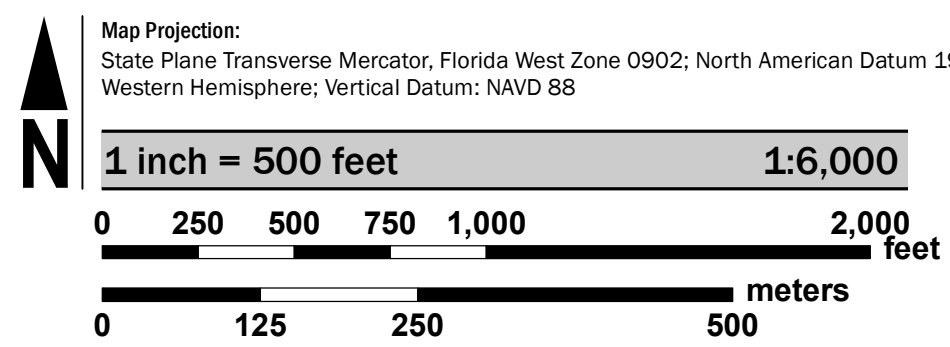 Map Projection:
State Plane Transverse Mercator, Florida West Zone 0902; North American Datum
Western Hemisphere; Vertical Datum: NAVD 88
N
1 inch = 500 feet 1:6,000
0 250 500 750 1,000 2,000
feet
meters
0 125 250 500